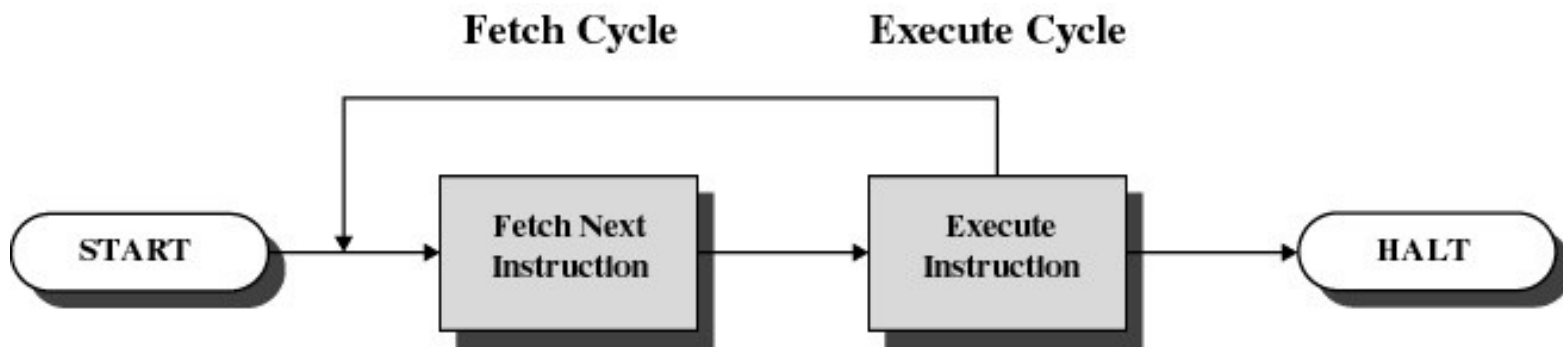 Fetch Cycle
Execute Cycle
START
Fetch Next
Instruction
Execute
Instruction
HALT